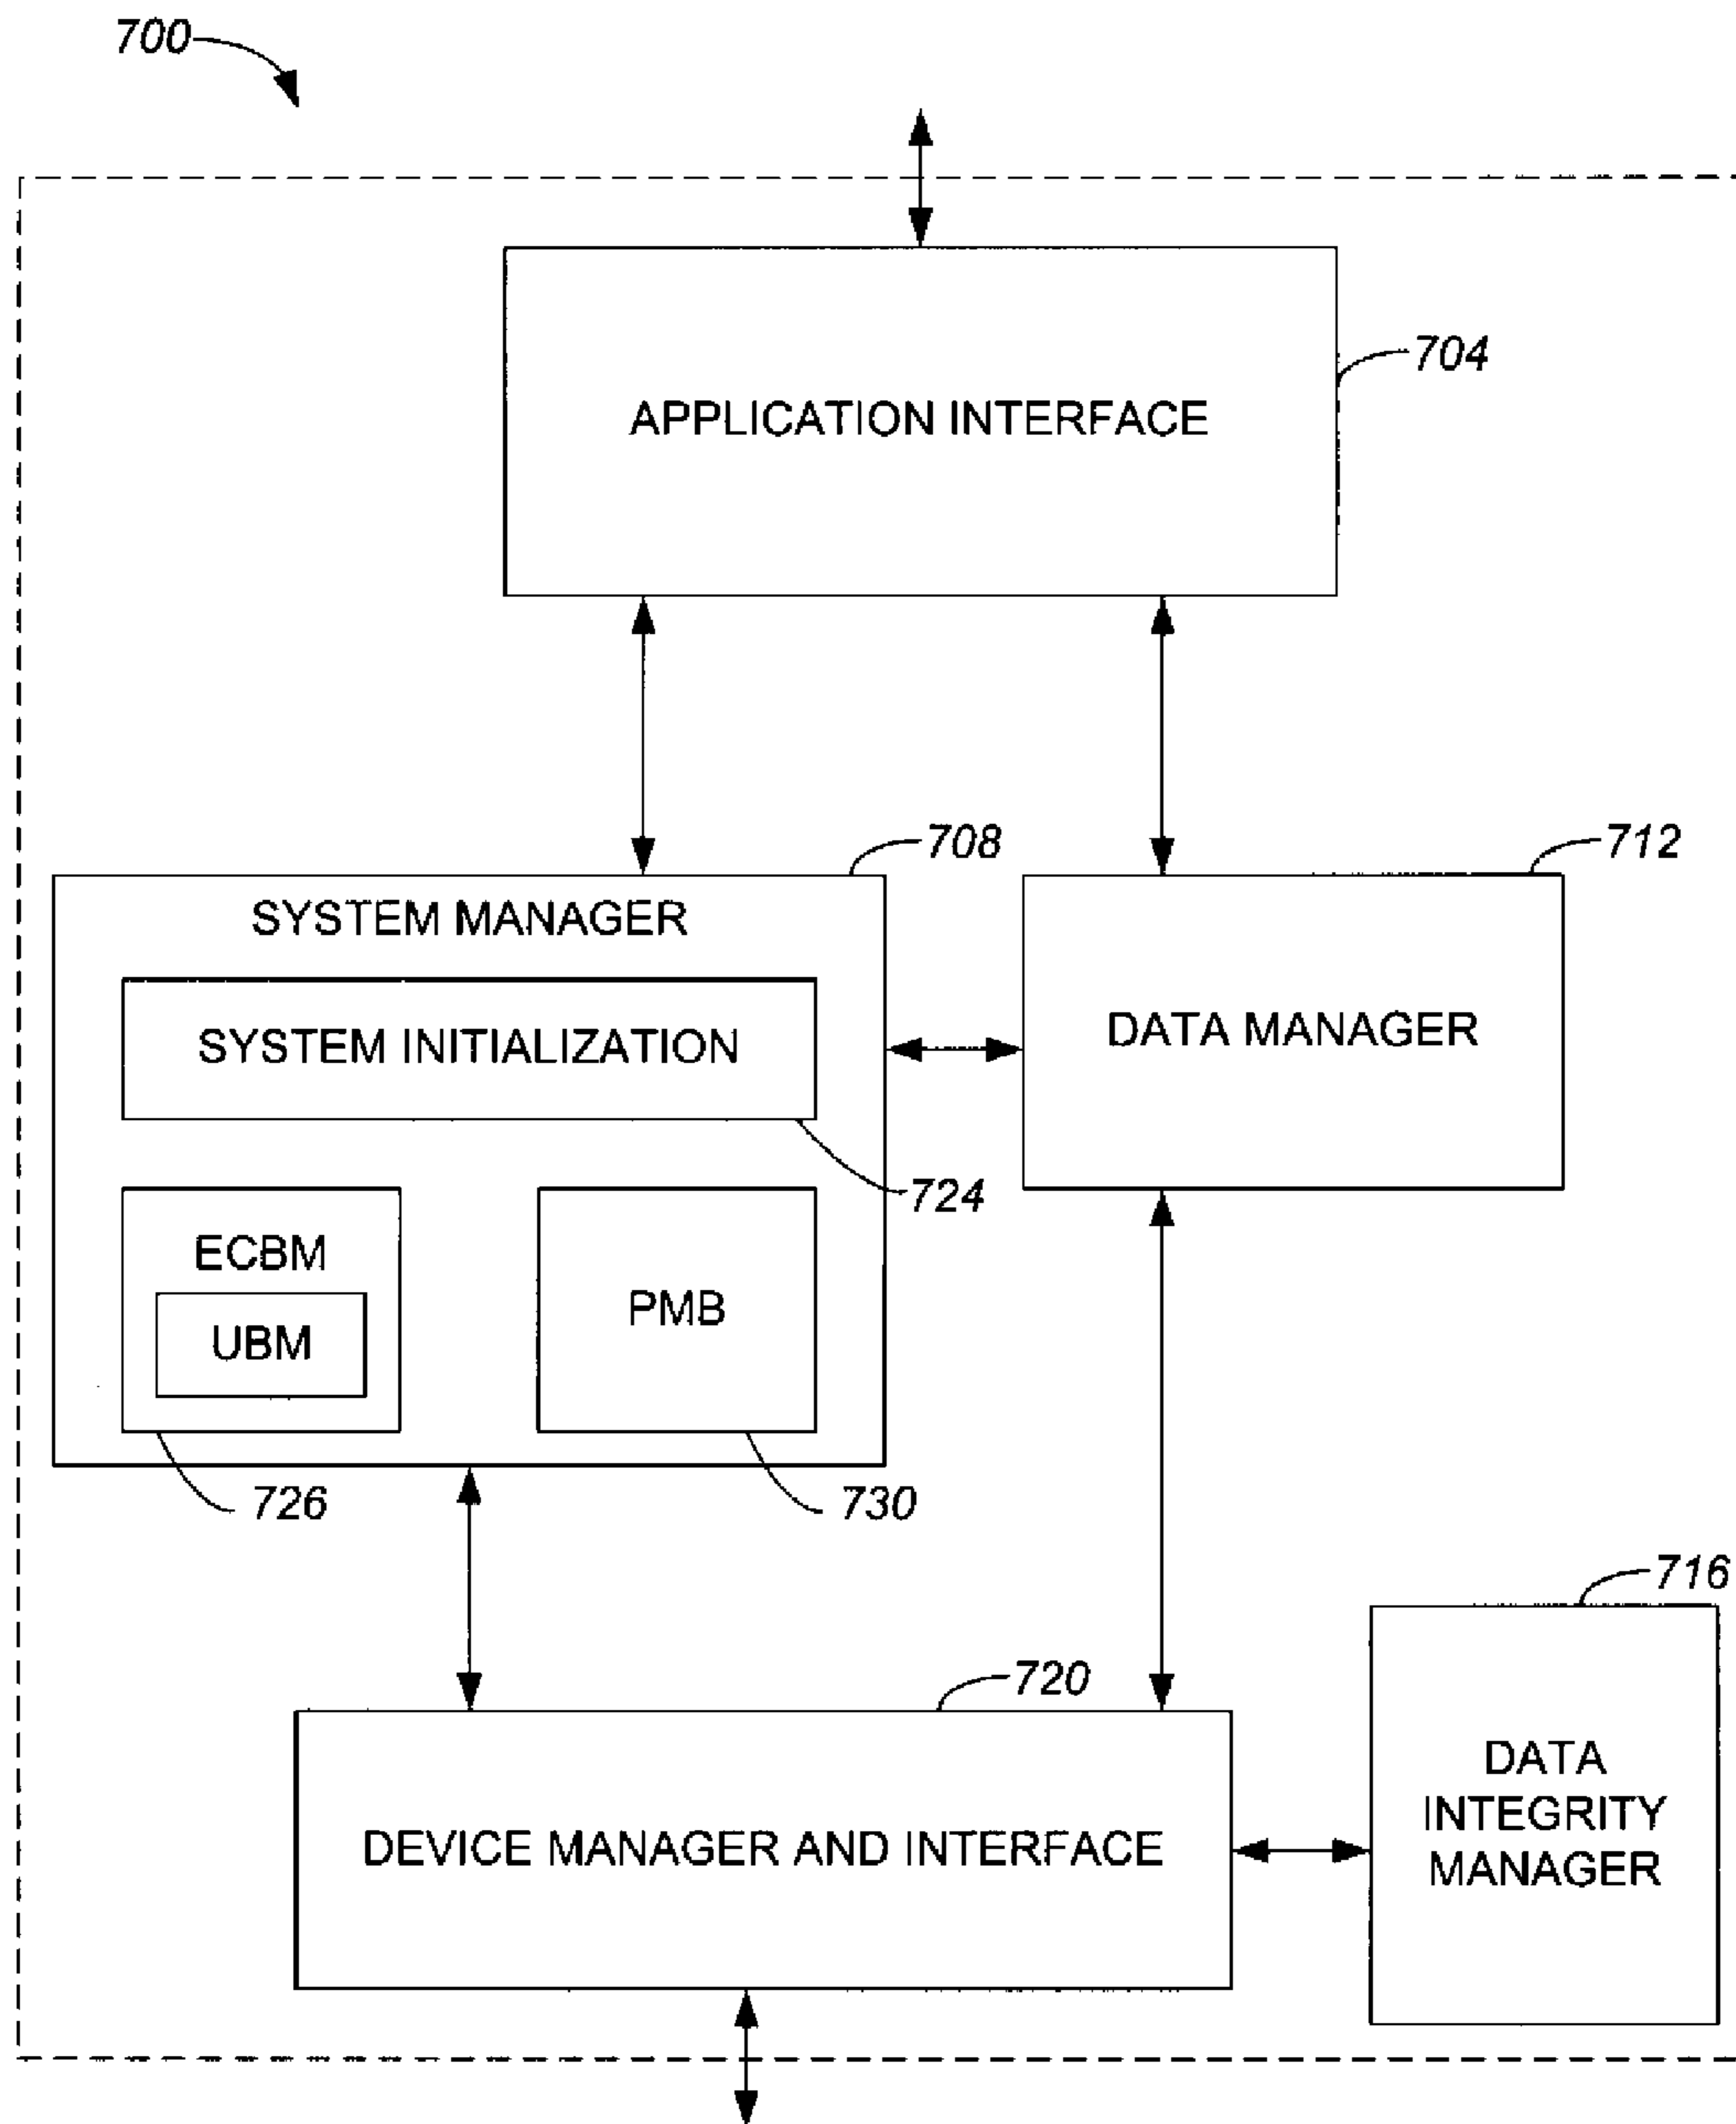 700
APPLICATION INTERFACE
704
708
712
SYSTEM MANAGER
SYSTEM INITIALIZATION
DATA MANAGER
724
ECBM
UBM
PMB
726
730
716
720
DEVICE MANAGER AND INTERFACE
DATA
INTEGRITY
MANAGER